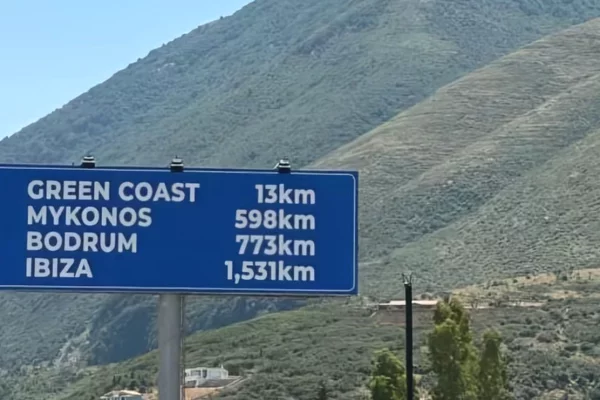 GREEN COAST 13km
MYKONOS 598km
BODRUM 773km
IBIZA 1,531km